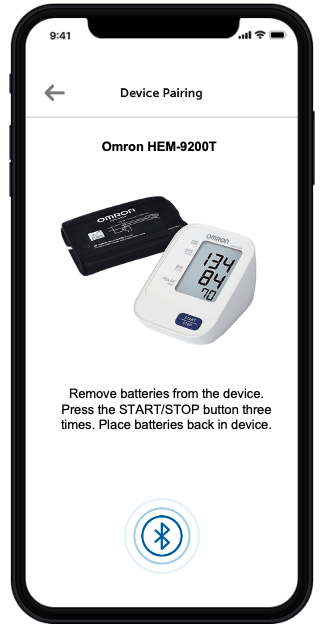 9:41
Device Pairing
Omron HEM-9200T
OMRON
OMRON
134
84
70
START
STOP
Remove batteries from the device.
Press the START/STOP button three
times. Place batteries back in device.